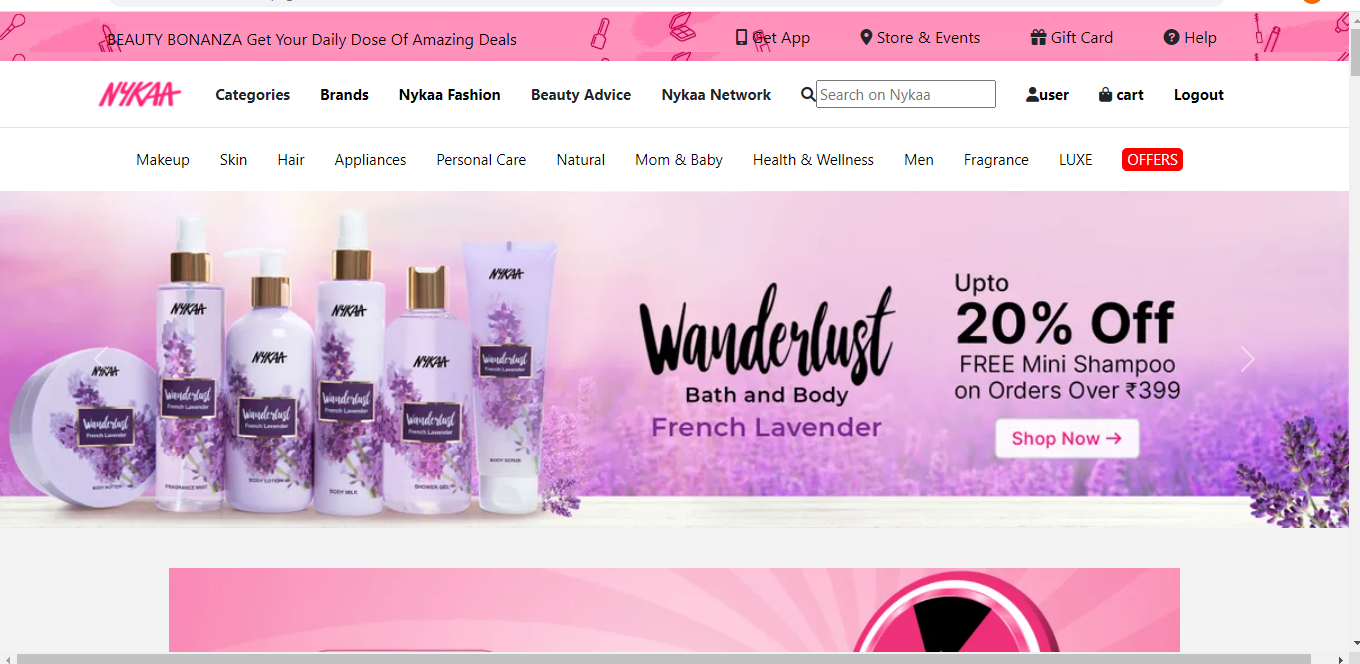 BEAUTY BONANZA Get Your Daily Dose Of Amazing Deals
Get App
Store & Events
Gift Card
Help
NYKAA
Categories
Brands
Nykaa Fashion
Beauty Advice
Nykaa Network
Search on Nykaa
user
cart
Logout
Makeup
Skin
Hair
Appliances
Personal Care
Natural
Mom & Baby
Health & Wellness
Men
Fragrance
LUXE
OFFERS
NYKAA
Wanderlust
French Lavender
BODY BUTTER
NYKAA
Wanderlust
French Lavender
FRAGRANCE MIST
NYKAA
Wanderlust
French Lavender
BODY LOTION
NYKAA
Wanderlust
French Lavender
BODY MILK
NYKAA
Wanderlust
French Lavender
SHOWER GEL
NYKAA
Wanderlust
French Lavender
BODY SCRUB
Wanderlust
Bath and Body
French Lavender
Upto
20% Off
FREE Mini Shampoo
on Orders Over ₹399
Shop Now →